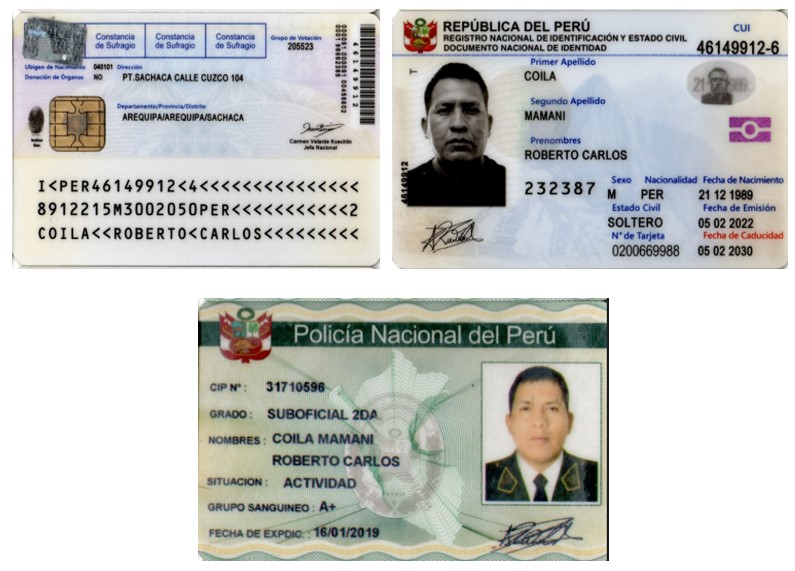 Constancia de Sufragio
Constancia de Sufragio
Constancia de Sufragio
Grupo de Votación
205523
Ubigeo de Nacimiento 040101 Dirección
Donación de Órganos NO PT.SACHACA CALLE CUZCO 104
Departamento/Provincia/Distrito
AREQUIPA/AREQUIPA/SACHACA
Carmen Velarde Koechlin
Jefa Nacional
46149912
I<PER46149912<4<<<<<<<<<<<<<<<
8912215M3002050PER<<<<<<<<<<<2
COILA<<ROBERTO<CARLOS<<<<<<<<<
REPÚBLICA DEL PERÚ
REGISTRO NACIONAL DE IDENTIFICACIÓN Y ESTADO CIVIL
DOCUMENTO NACIONAL DE IDENTIDAD
CUI
46149912-6
T
Primer Apellido
COILA
Segundo Apellido
MAMANI
Prenombres
ROBERTO CARLOS
46149912
232387
Sexo Nacionalidad Fecha de Nacimiento
M PER 21 12 1989
Estado Civil Fecha de Emisión
SOLTERO 05 02 2022
N° de Tarjeta Fecha de Caducidad
0200669988 05 02 2030
Policía Nacional del Perú
CIP N° : 31710596
GRADO : SUBOFICIAL 2DA
NOMBRES : COILA MAMANI
ROBERTO CARLOS
SITUACION : ACTIVIDAD
GRUPO SANGUINEO : A+
FECHA DE EXPDIC. : 16/01/2019